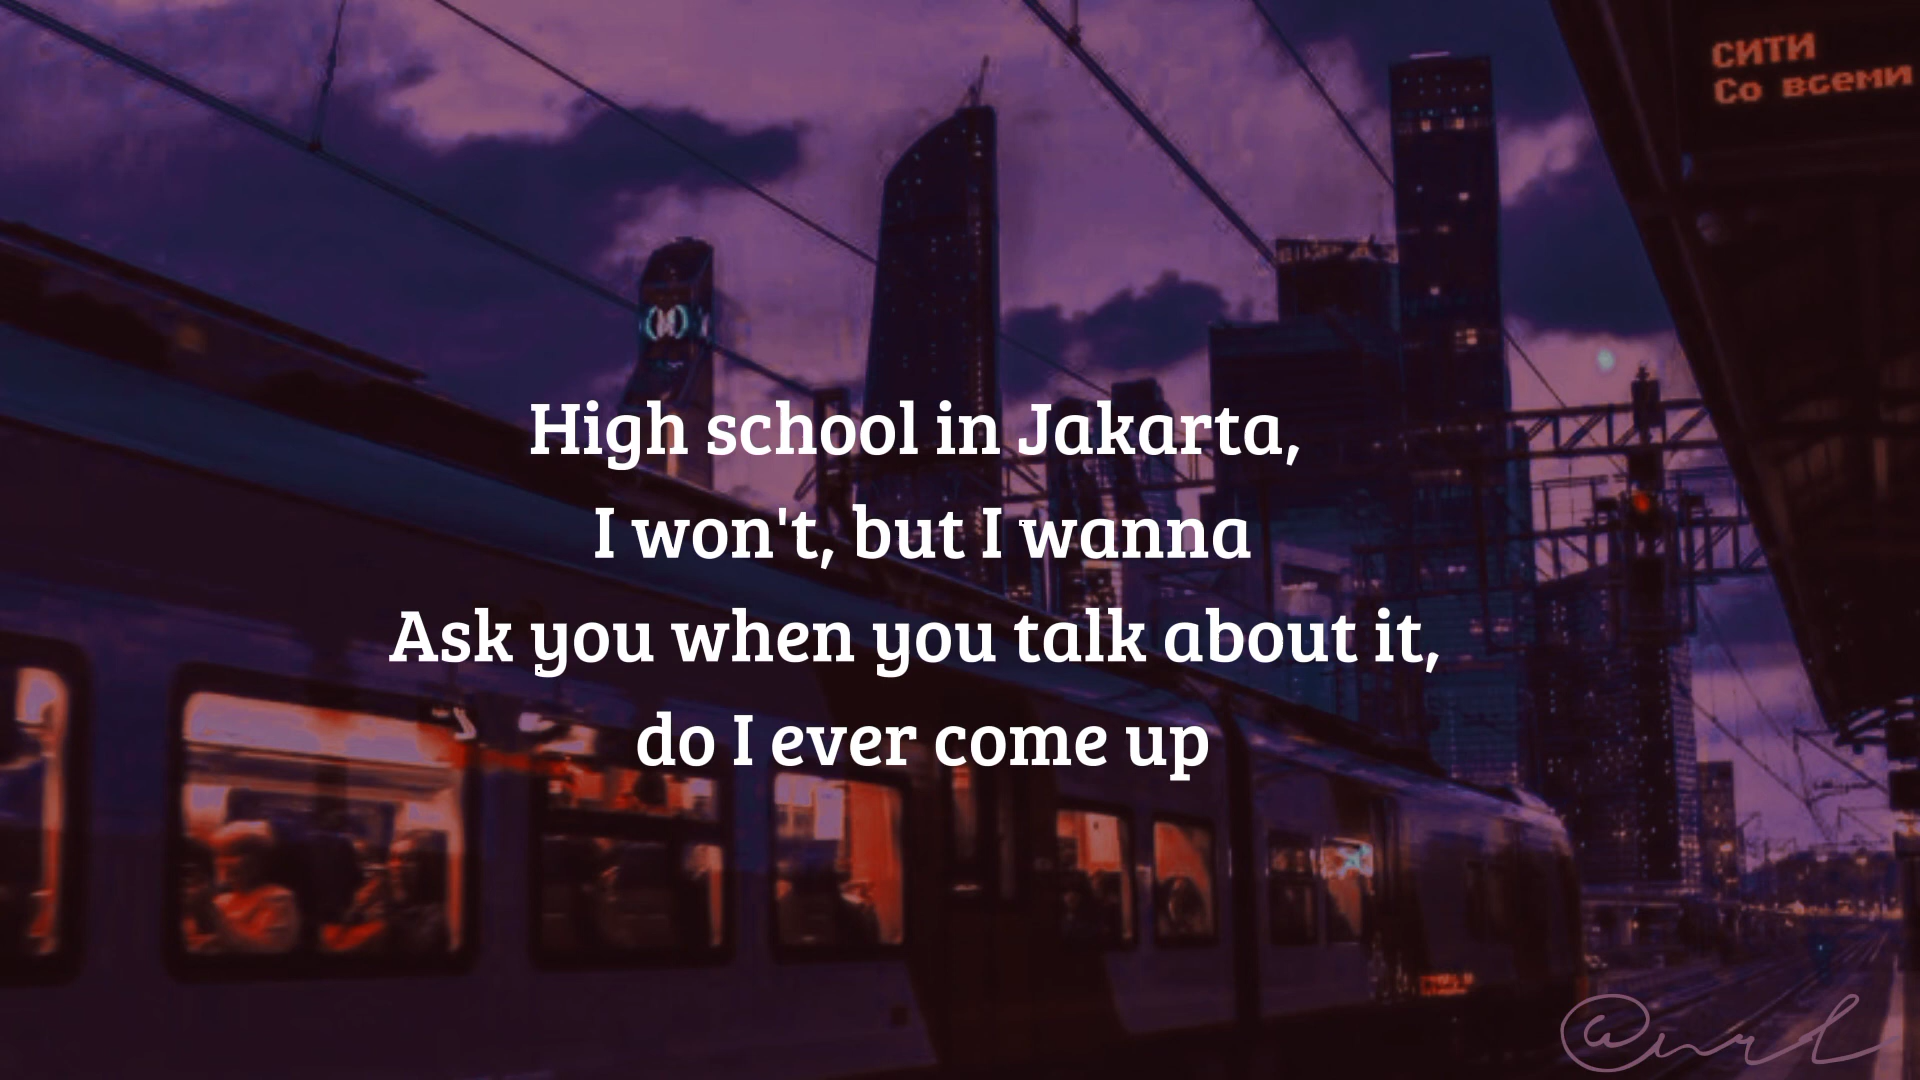 СИТИ
Со всеми
High school in Jakarta,
I won't, but I wanna
Ask you when you talk about it,
do I ever come up